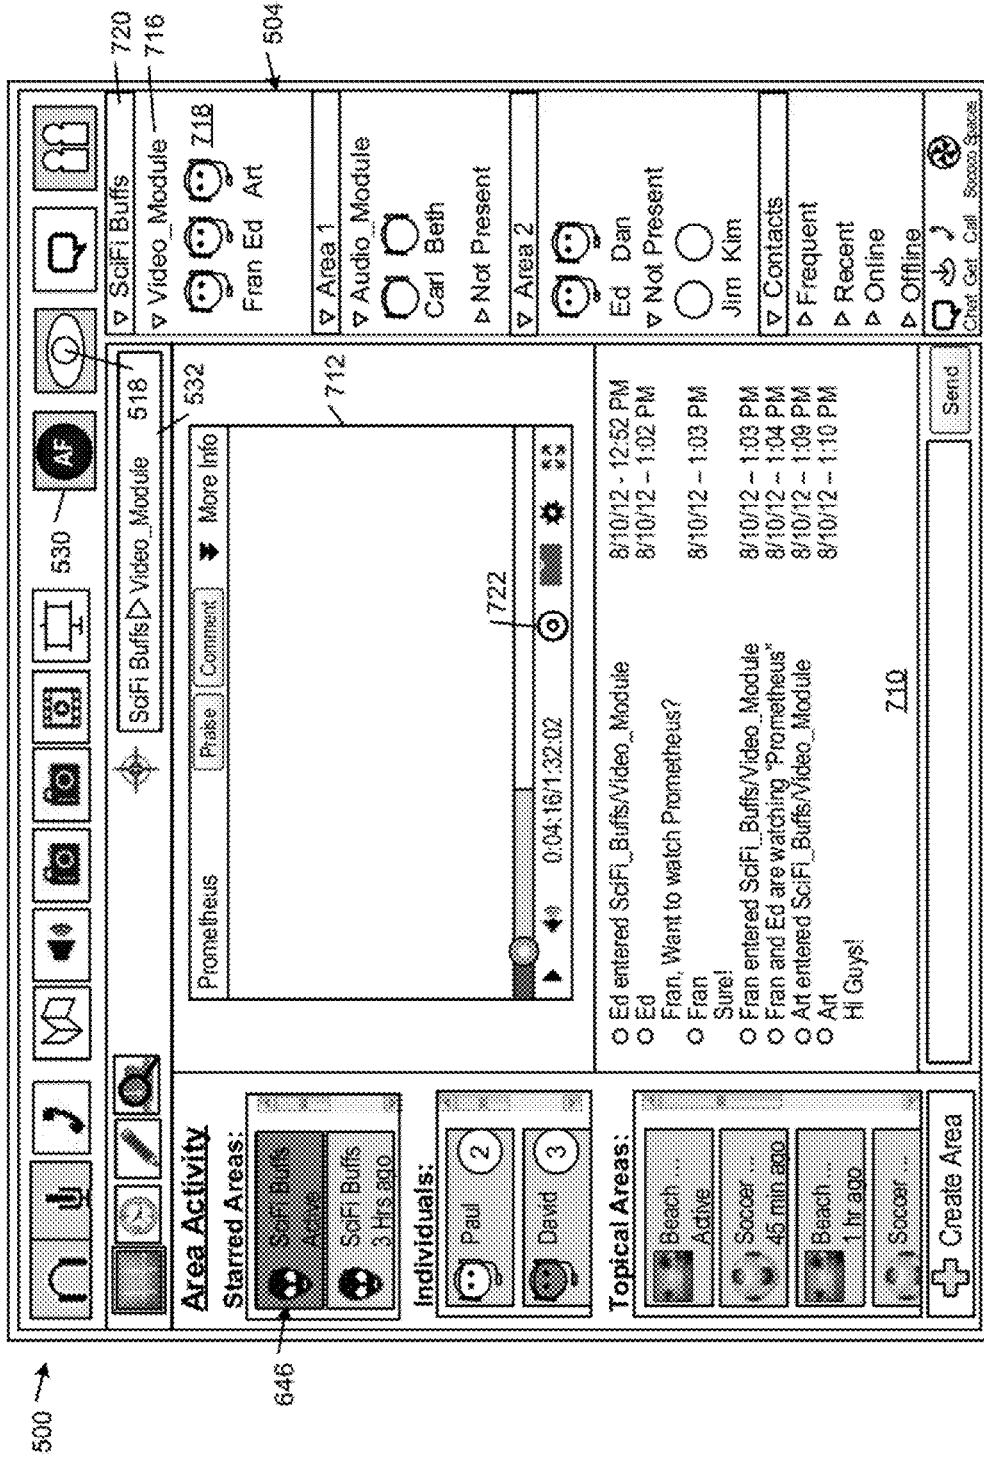 500
504
530
AF
518
532
SciFi Buffs▷Video_Module
720
716
▽ SciFi Buffs
▽ Video_Module
718
Fran Ed Art
▽ Area 1
▽ Audio_Module
Carl Beth
▷ Not Present
▽ Area 2
Ed Dan
▽ Not Present
Jim Kim
▽ Contacts
▷ Frequent
▷ Recent
▷ Online
▷ Offline
Chat Get Call Sococo Spaces
Area Activity
Starred Areas:
646
SciFi Buffs
Active
SciFi Buffs
3 Hrs ago
Individuals:
Paul 2
David 3
Topical Areas:
Beach ...
Active
Soccer ...
45 min ago
Beach ...
1 hr ago
Soccer
Create Area
712
Prometheus Praise Comment More Info
722
0:04:16/1:32:02
O Ed entered SciFi_Buffs/Video_Module 8/10/12 - 12:52 PM
O Ed 8/10/12 – 1:02 PM
Fran, Want to watch Prometheus?
O Fran 8/10/12 – 1:03 PM
Sure!
O Fran entered SciFi_Buffs/Video_Module 8/10/12 – 1:03 PM
O Fran and Ed are watching "Prometheus" 8/10/12 – 1:04 PM
O Art entered SciFi_Buffs/Video_Module 8/10/12 – 1:09 PM
O Art 8/10/12 – 1:10 PM
Hi Guys!
710
Send